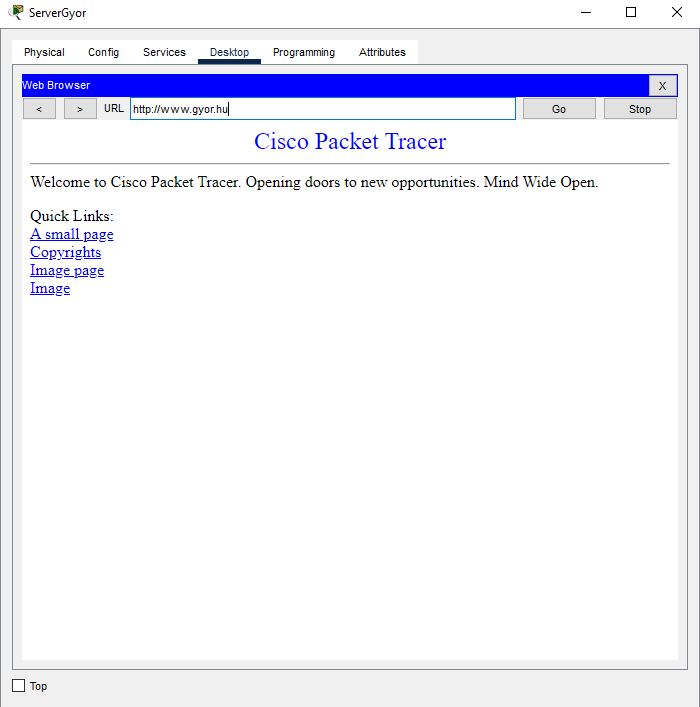 ServerGyor
Physical Config Services Desktop Programming Attributes
Web Browser X
< > URL http://www.gyor.hu Go Stop
Cisco Packet Tracer
Welcome to Cisco Packet Tracer. Opening doors to new opportunities. Mind Wide Open.
Quick Links:
A small page
Copyrights
Image page
Image
Top